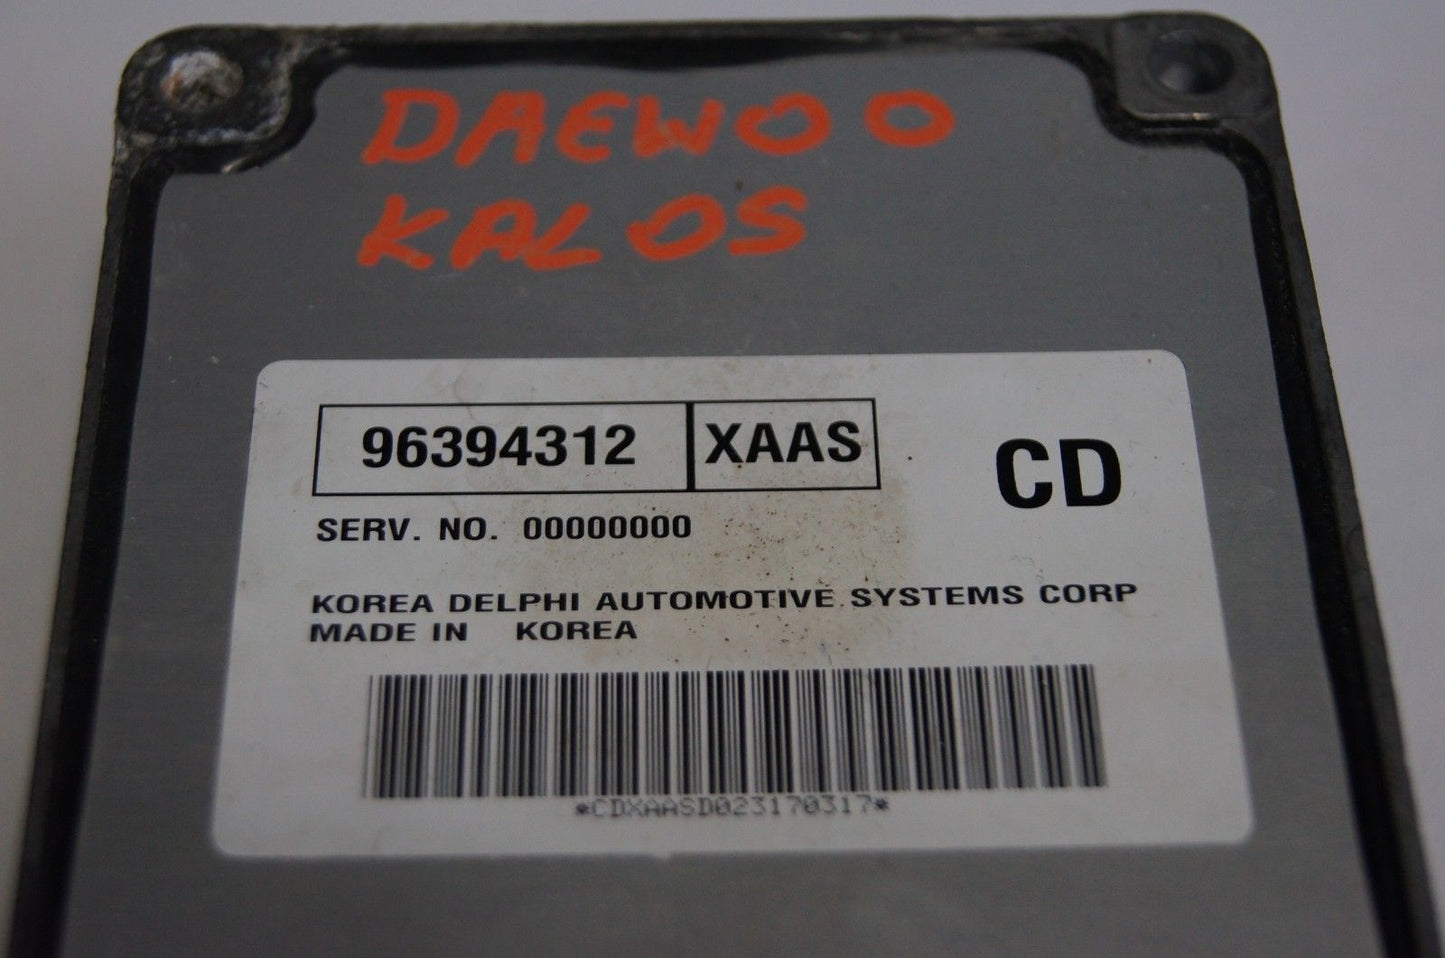 DAEWOO
KALOS
96394312 XAAS CD
SERV. NO. 00000000
KOREA DELPHI AUTOMOTIVE SYSTEMS CORP
MADE IN KOREA
*CDXAASD023170317*